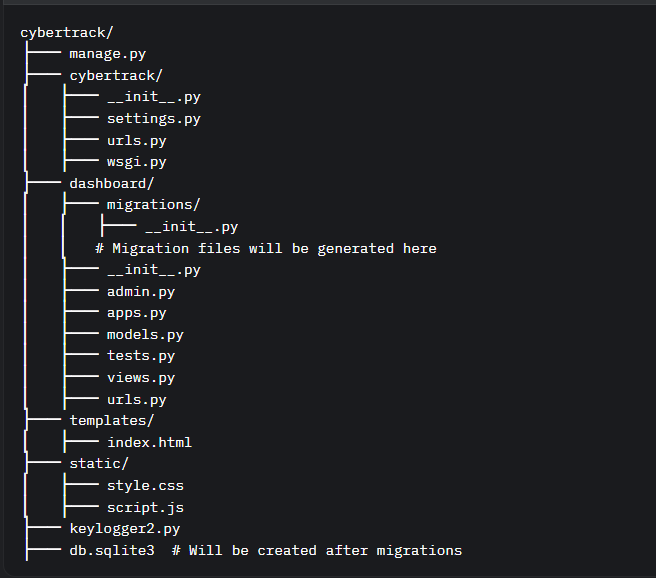 cybertrack/
├── manage.py
├── cybertrack/
│   ├── __init__.py
│   ├── settings.py
│   ├── urls.py
│   ├── wsgi.py
├── dashboard/
│   ├── migrations/
│   │   ├── __init__.py
│   │   # Migration files will be generated here
│   ├── __init__.py
│   ├── admin.py
│   ├── apps.py
│   ├── models.py
│   ├── tests.py
│   ├── views.py
│   ├── urls.py
├── templates/
│   ├── index.html
├── static/
│   ├── style.css
│   ├── script.js
├── keylogger2.py
├── db.sqlite3  # Will be created after migrations